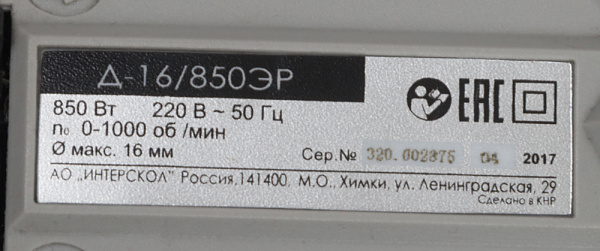 Д-16/850ЭР
EAC
850 Вт 220 В ~ 50 Гц
n₀ 0-1000 об /мин
Ø макс. 16 мм
Сер.№ 320.002375 04 2017
АО „ИНТЕРСКОЛ" Россия,141400, М.О., Химки, ул. Ленинградская, 29
Сделано в КНР